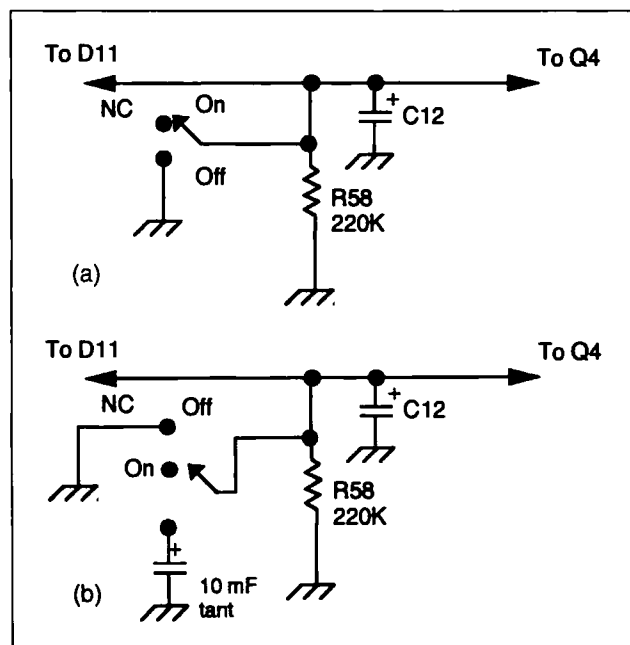 To D11
To Q4
NC
On
+
C12
Off
R58
220K
(a)
To D11
To Q4
NC
Off
+
C12
On
R58
220K
+
10 mF
tant
(b)